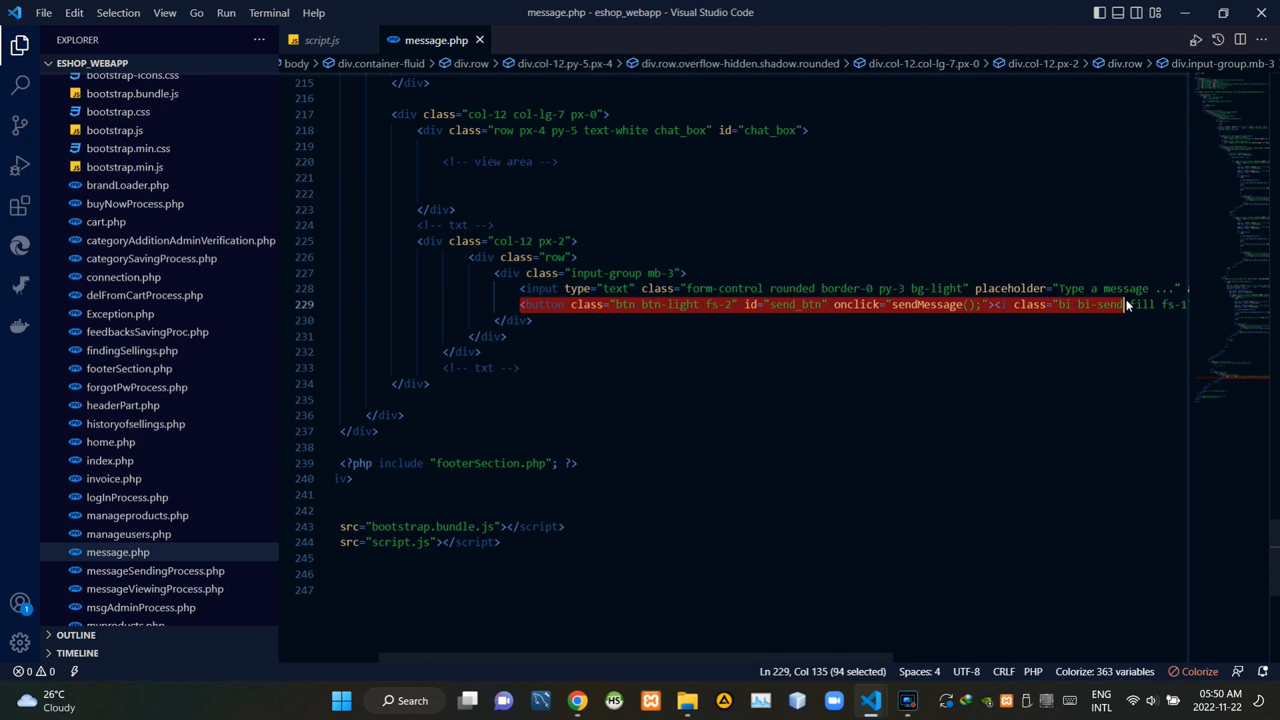 File Edit Selection View Go Run Terminal Help
message.php - eshop_webapp - Visual Studio Code
EXPLORER
script.js
message.php
ESHOP_WEBAPP
body
div.container-fluid
div.row
div.col-12.py-5.px-4
div.row.overflow-hidden.shadow.rounded
div.col-12.col-lg-7.px-0
div.col-12.px-2
div.row
div.input-group.mb-3
bootstrap-icons.css
bootstrap.bundle.js
bootstrap.css
bootstrap.js
bootstrap.min.css
bootstrap.min.js
brandLoader.php
buyNowProcess.php
cart.php
categoryAdditionAdminVerification.php
categorySavingProcess.php
connection.php
delFromCartProcess.php
Exception.php
feedbacksSavingProc.php
findingSellings.php
footerSection.php
forgotPwProcess.php
headerPart.php
historyofsellings.php
home.php
index.php
invoice.php
logInProcess.php
manageproducts.php
manageusers.php
message.php
messageSendingProcess.php
messageViewingProcess.php
msgAdminProcess.php
myproducts.php
OUTLINE
TIMELINE
215 </div>
216
217 <div class="col-12 col-lg-7 px-0">
218 <div class="row px-4 py-5 text-white chat_box" id="chat_box">
219
220 <!-- view area -->
221
222
223 </div>
224 <!-- txt -->
225 <div class="col-12 px-2">
226 <div class="row">
227 <div class="input-group mb-3">
228 <input type="text" class="form-control rounded border-0 py-3 bg-light" placeholder="Type a message ..."
229 <button class="btn btn-light fs-2" id="send_btn" onclick="sendMessage();"><i class="bi bi-send-fill fs-1
230 </div>
231 </div>
232 </div>
233 <!-- txt -->
234 </div>
235
236 </div>
237 </div>
238
239 <?php include "footerSection.php"; ?>
240 iv>
241
242
243 src="bootstrap.bundle.js"></script>
244 src="script.js"></script>
245
246
247
0 0 Ln 229, Col 135 (94 selected) Spaces: 4 UTF-8 CRLF PHP Colorize: 363 variables Colorize
1
26°C
Cloudy
Search
HS
ENG
INTL
05:50 AM
2022-11-22